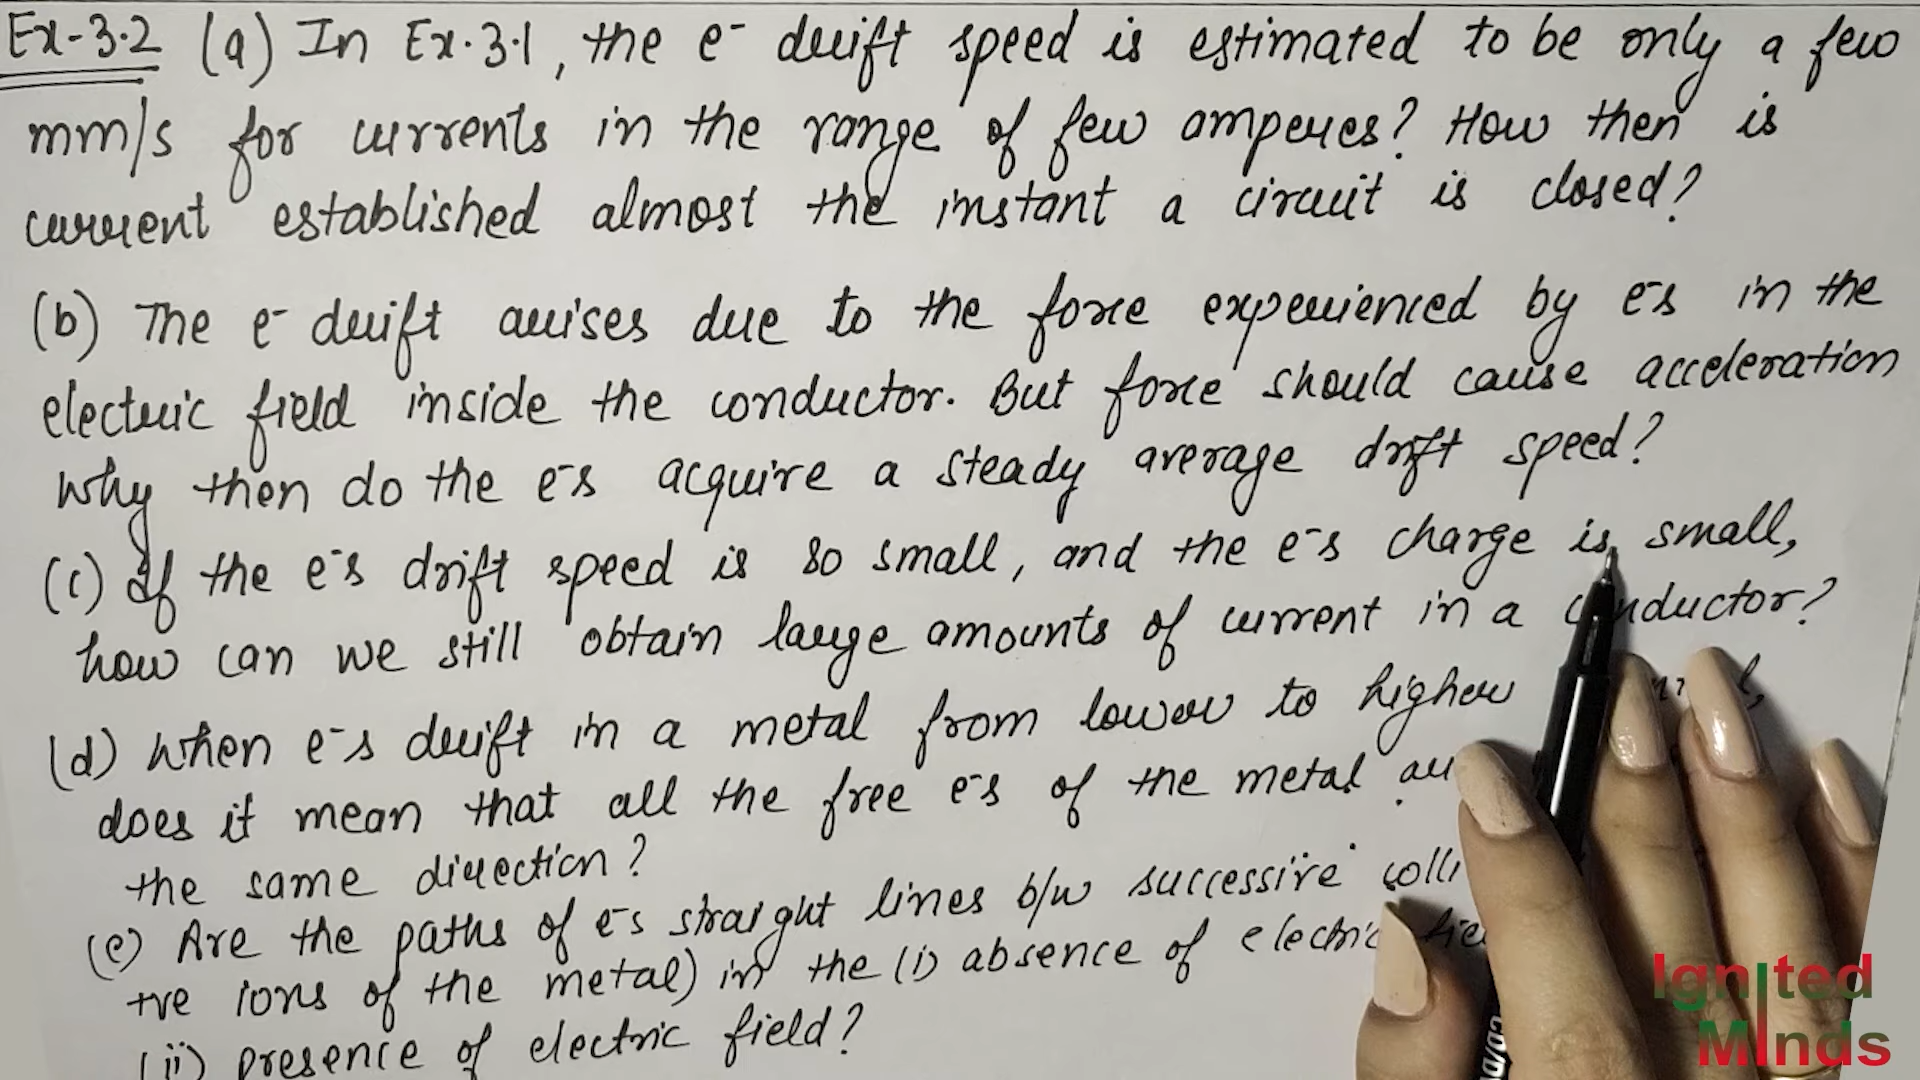 Ex-3.2 (a) In Ex.3.1, the e⁻ drift speed is estimated to be only a few
mm/s for currents in the range of few amperes? How then is
current established almost the instant a circuit is closed?
(b) The e⁻ drift arises due to the force experienced by e⁻s in the
electric field inside the conductor. But force should cause acceleration
why then do the e⁻s acquire a steady average drift speed?
(c) If the e⁻s drift speed is so small, and the e⁻s charge is small,
how can we still obtain large amounts of current in a conductor?
(d) When e⁻s drift in a metal from lower to higher
does it mean that all the free e⁻s of the metal
the same direction?
(e) Are the paths of e⁻s straight lines b/w successive
+ve ions of the metal) in the (i) absence of electric
(ii) presence of electric field?
Ignited
Minds